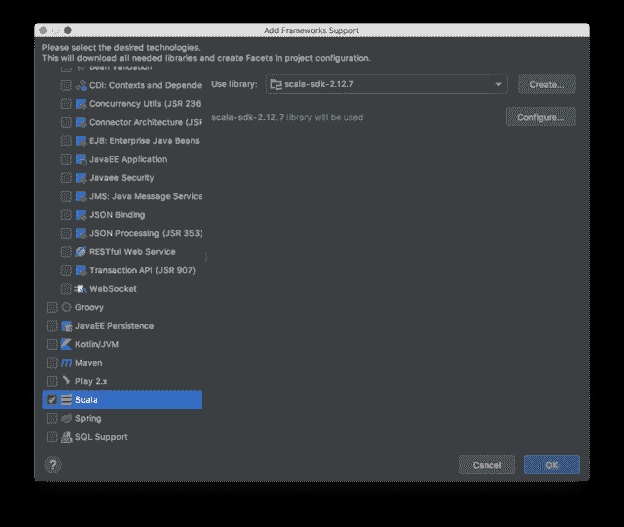 Add Frameworks Support
Please select the desired technologies.
This will download all needed libraries and create Facets in project configuration.
Bean Validation
CDI: Contexts and Depende
Concurrency Utils (JSR 236
Connector Architecture (JSR
EJB: Enterprise Java Beans
JavaEE Application
Javaee Security
JMS: Java Message Service
JSON Binding
JSON Processing (JSR 353)
RESTful Web Service
Transaction API (JSR 907)
WebSocket
Groovy
JavaEE Persistence
Kotlin/JVM
Maven
Play 2.x
Scala
Spring
SQL Support
Use library:
scala-sdk-2.12.7
Create...
scala-sdk-2.12.7 library will be used
Configure...
?
Cancel
OK